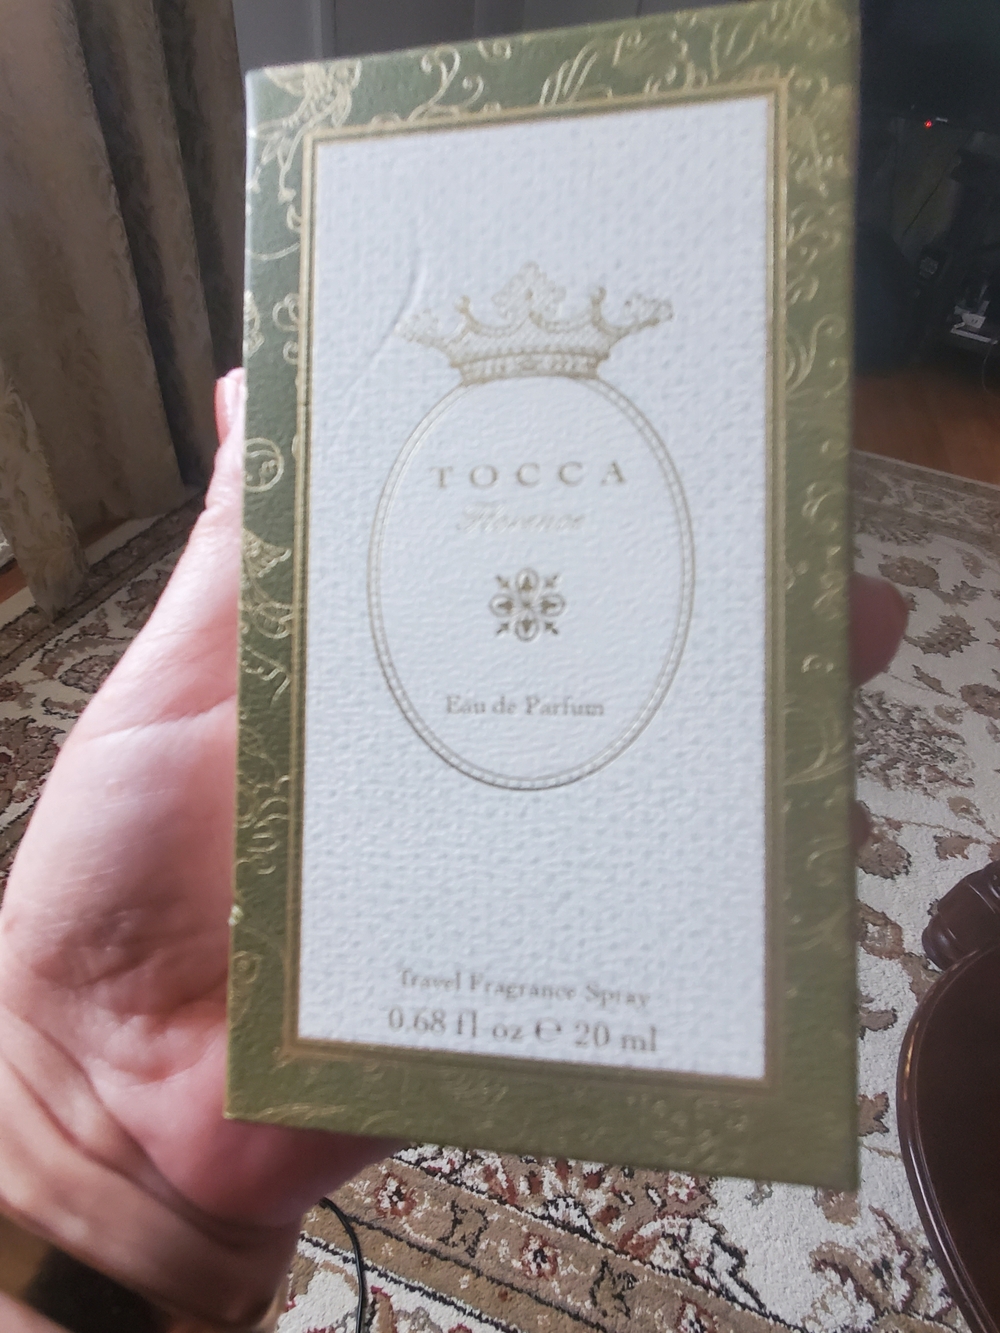 TOCCA
Florence
Eau de Parfum
Travel Fragrance Spray
0.68 fl oz ℮ 20 ml